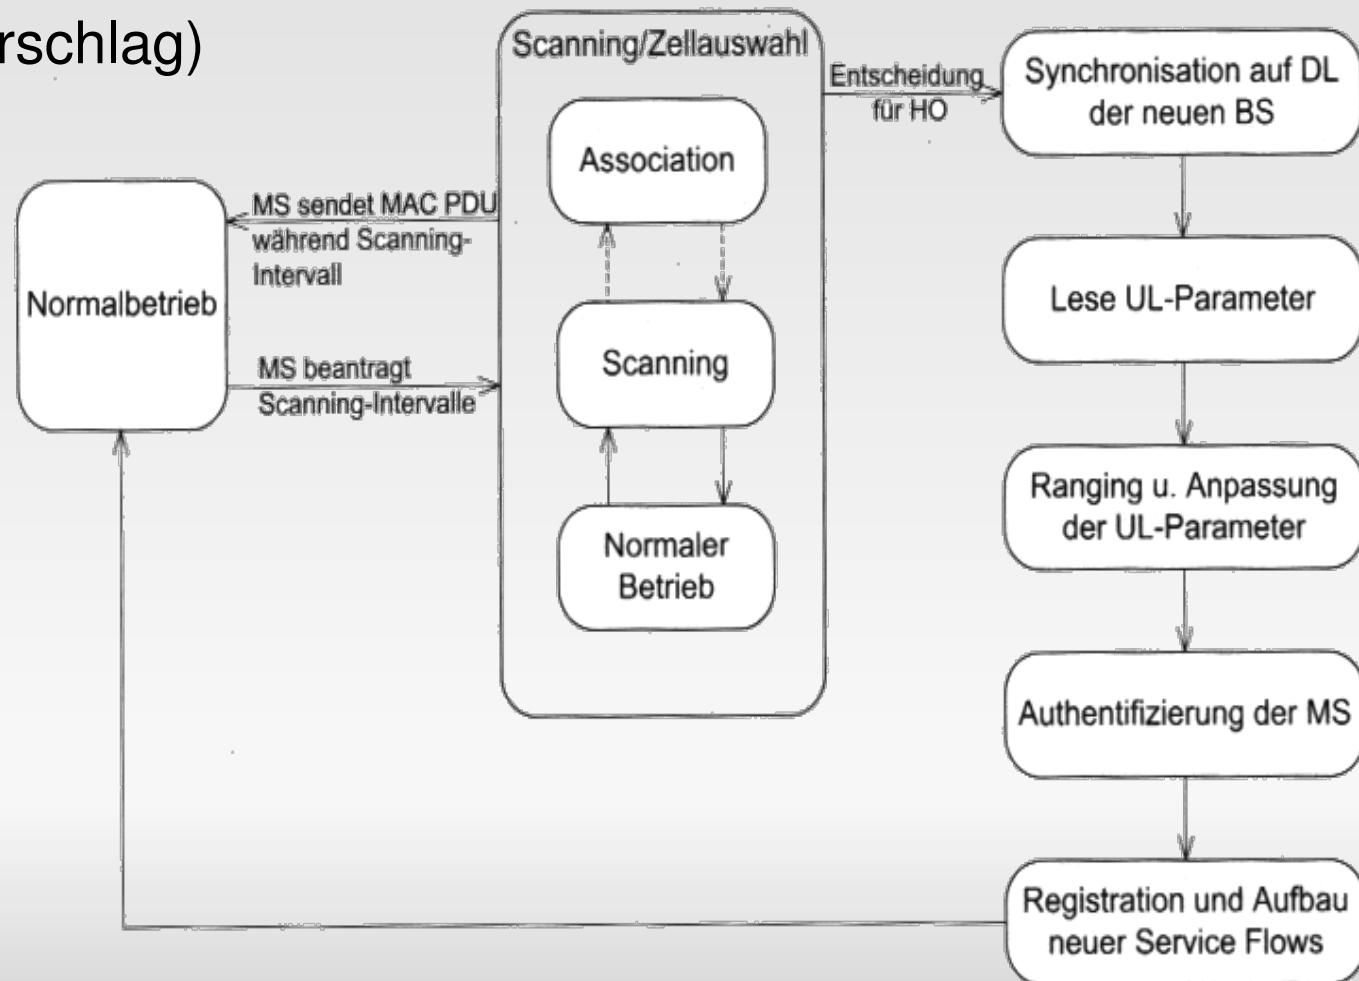 rschlag)
Scanning/Zellauswahl
Association
Scanning
Normaler
Betrieb
Normalbetrieb
MS sendet MAC PDU
während Scanning-
Intervall
MS beantragt
Scanning-Intervalle
Entscheidung
für HO
Synchronisation auf DL
der neuen BS
Lese UL-Parameter
Ranging u. Anpassung
der UL-Parameter
Authentifizierung der MS
Registration und Aufbau
neuer Service Flows